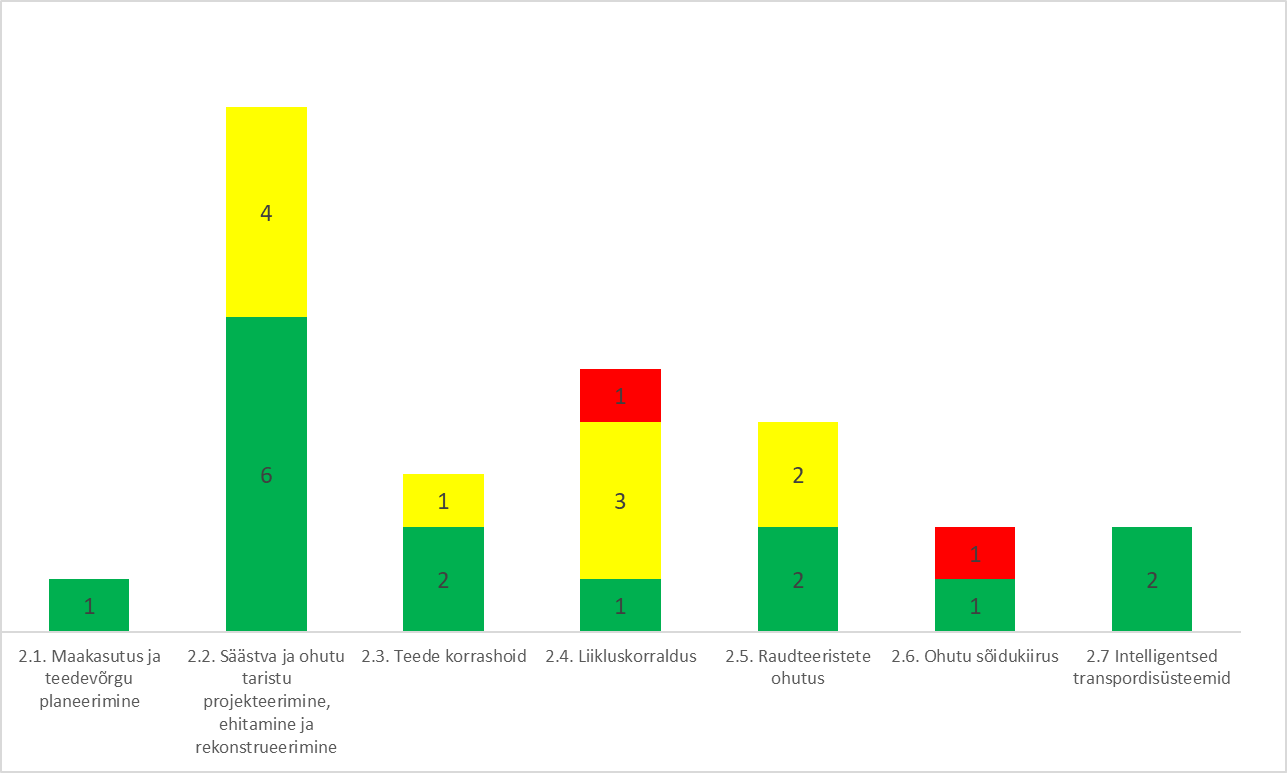 4
6
1
1
2
1
3
1
2
2
1
1
2
2.1. Maakasutus ja
teedevõrgu
planeerimine
2.2. Säästva ja ohutu
taristu
projekteerimine,
ehitamine ja
rekonstrueerimine
2.3. Teede korrashoid
2.4. Liikluskorraldus
2.5. Raudteeristete
ohutus
2.6. Ohutu sõidukiirus
2.7 Intelligentsed
transpordisüsteemid